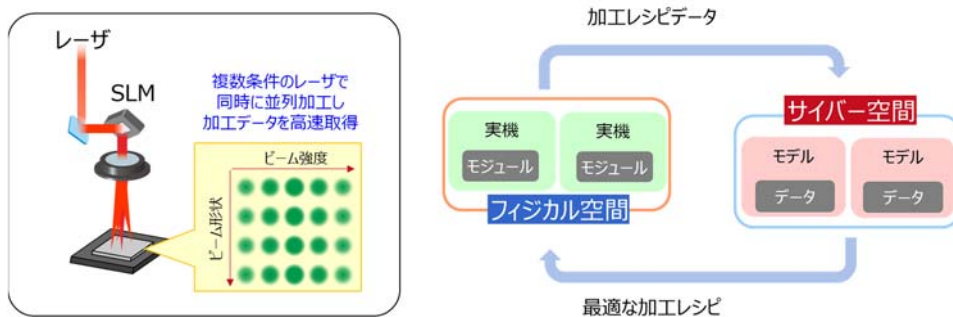 レーザ
SLM
複数条件のレーザで
同時に並列加工し
加工データを高速取得
ビーム強度
ビーム形状
加工レシピデータ
実機
モジュール
実機
モジュール
フィジカル空間
サイバー空間
モデル
データ
モデル
データ
最適な加工レシピ